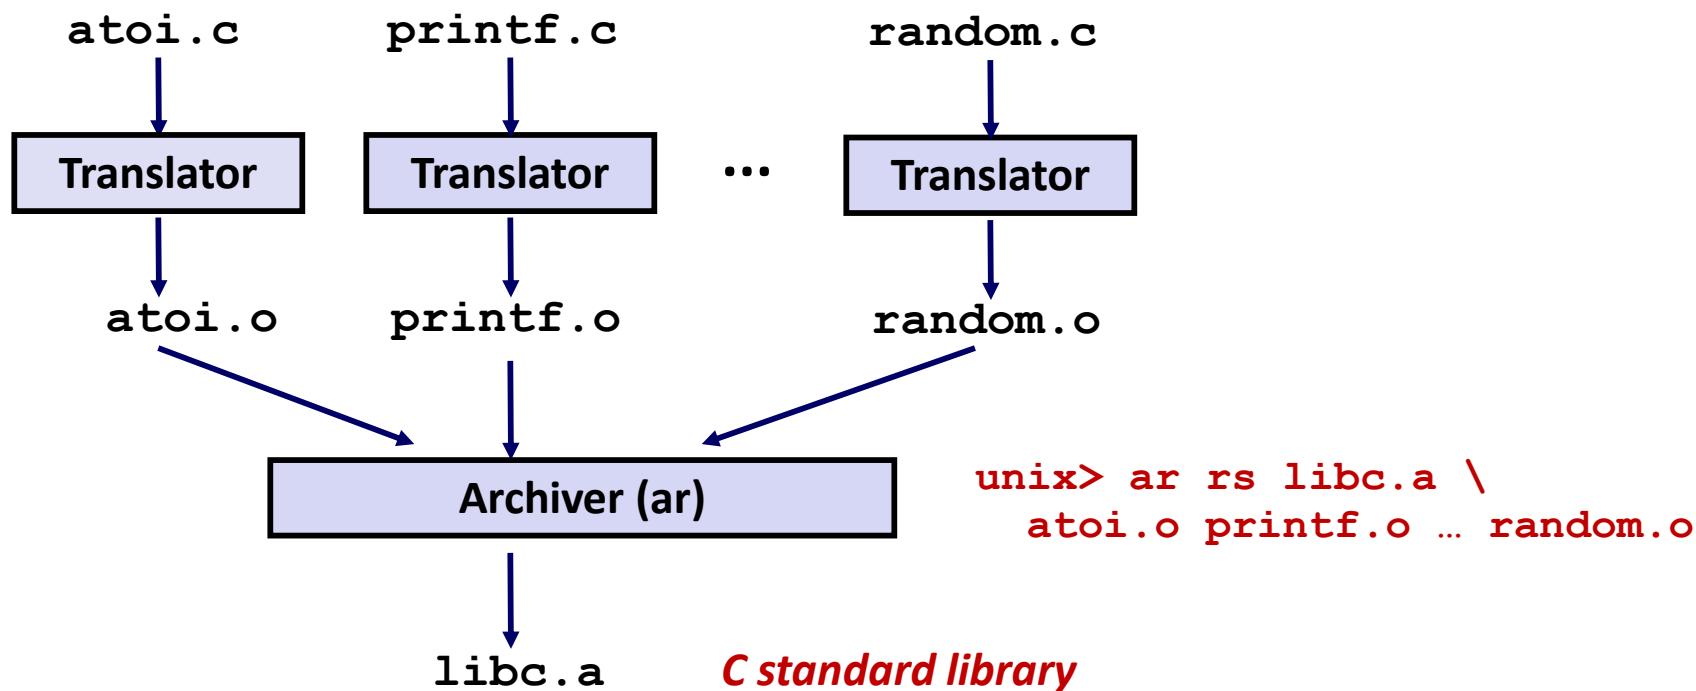 atoi.c printf.c random.c
Translator Translator ... Translator
atoi.o printf.o random.o
Archiver (ar)
unix> ar rs libc.a \
atoi.o printf.o … random.o
libc.a C standard library